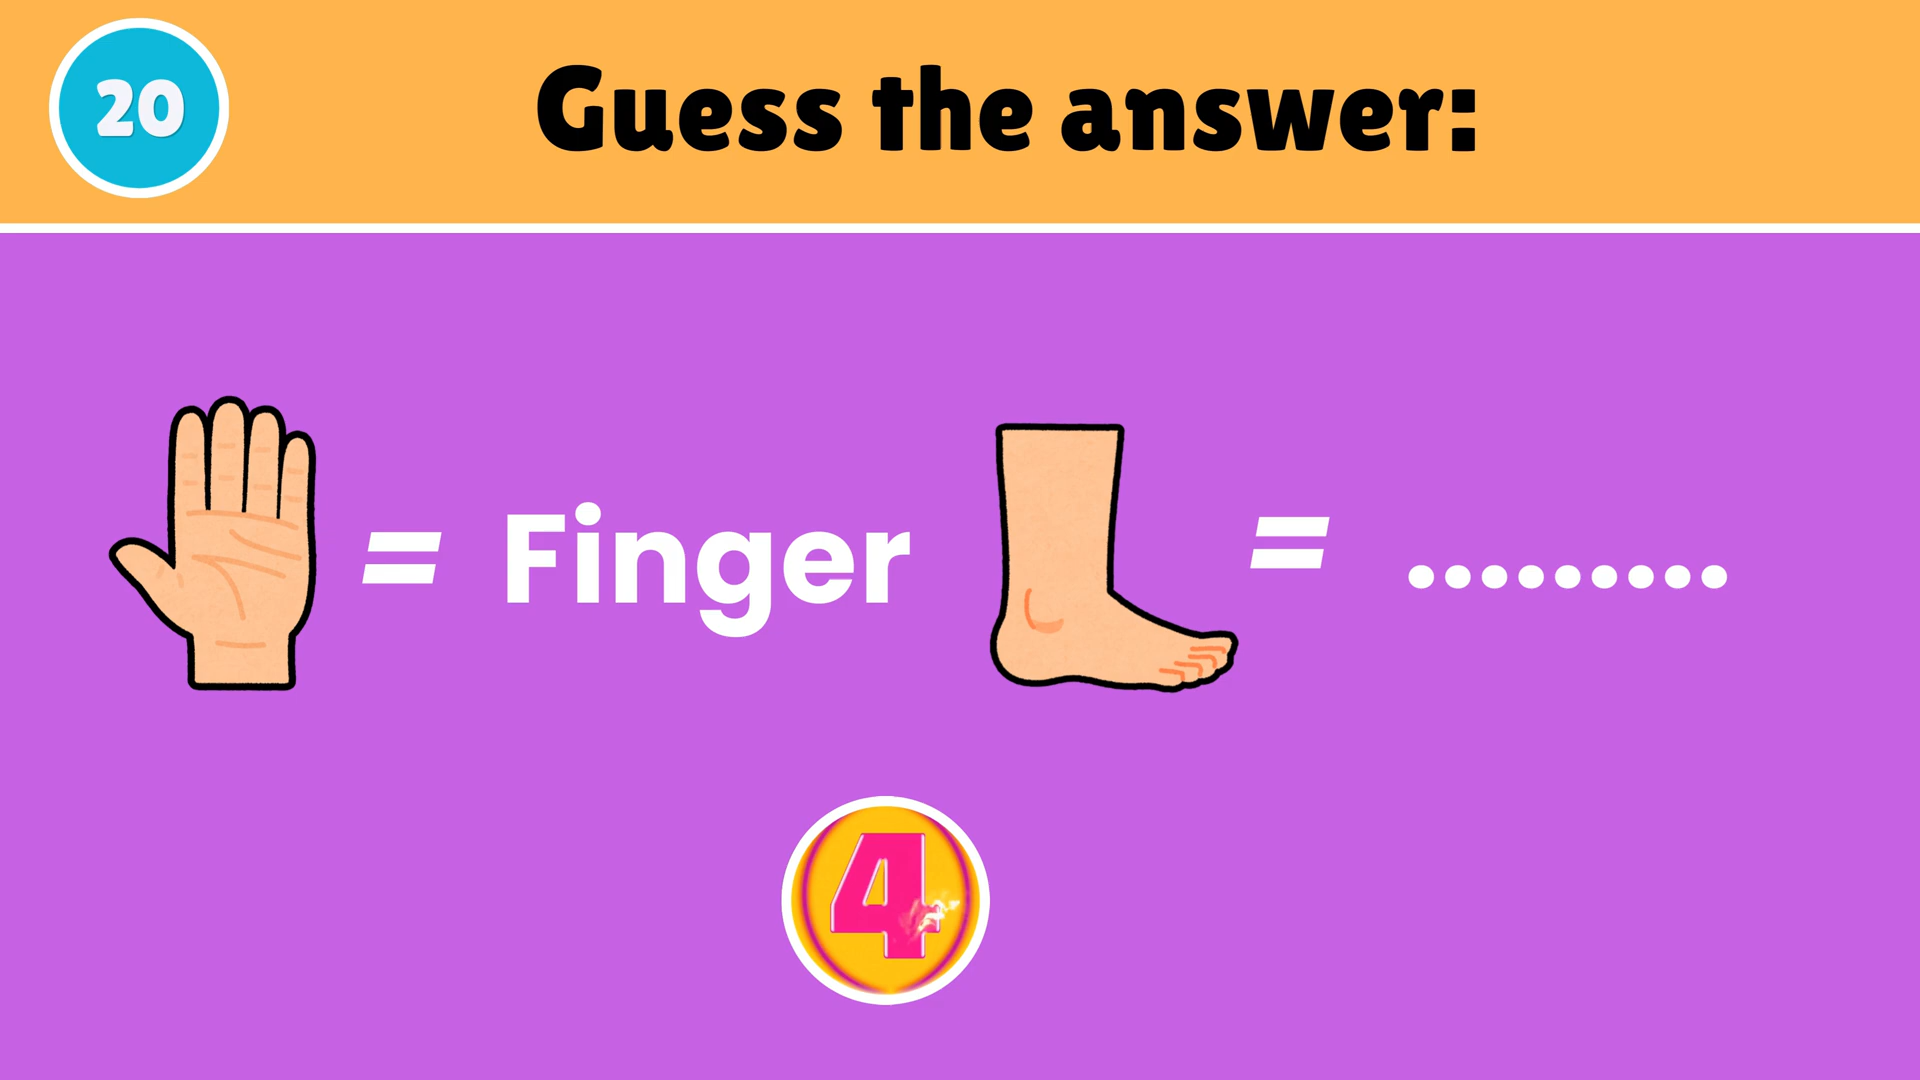 20
Guess the answer:
= Finger = .........
4